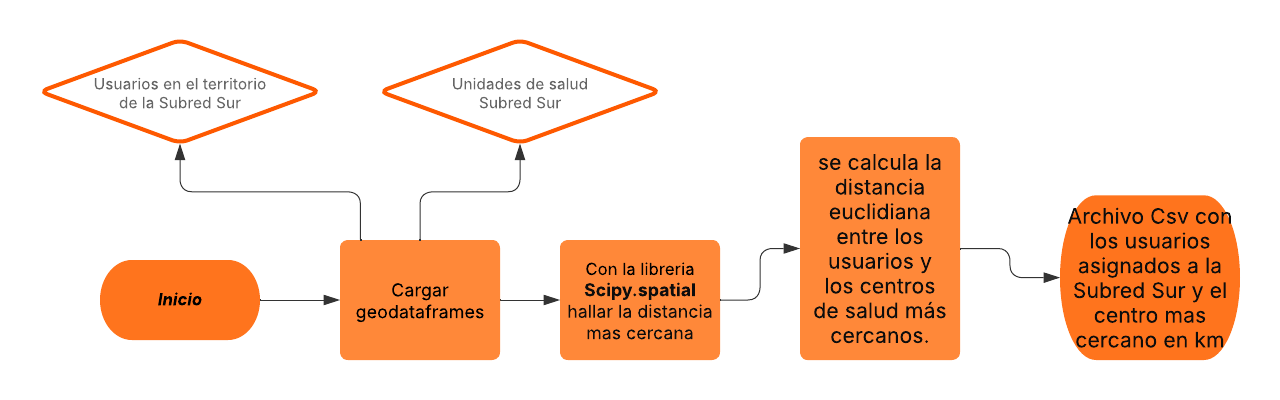 Usuarios en el territorio
de la Subred Sur
Unidades de salud
Subred Sur
Inicio
Cargar
geodataframes
Con la libreria
Scipy.spatial
hallar la distancia
mas cercana
se calcula la
distancia
euclidiana
entre los
usuarios y
los centros
de salud más
cercanos.
Archivo Csv con
los usuarios
asignados a la
Subred Sur y el
centro mas
cercano en km